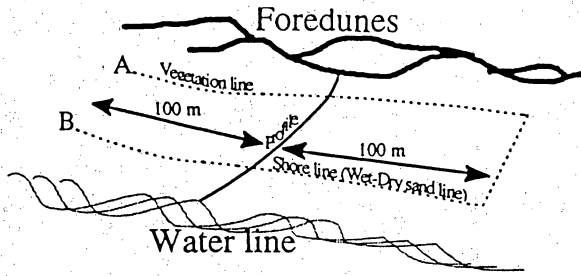 Foredunes
A
Vegetation line
100 m
B
profile
100 m
Shore line (Wet-Dry sand line)
Water line